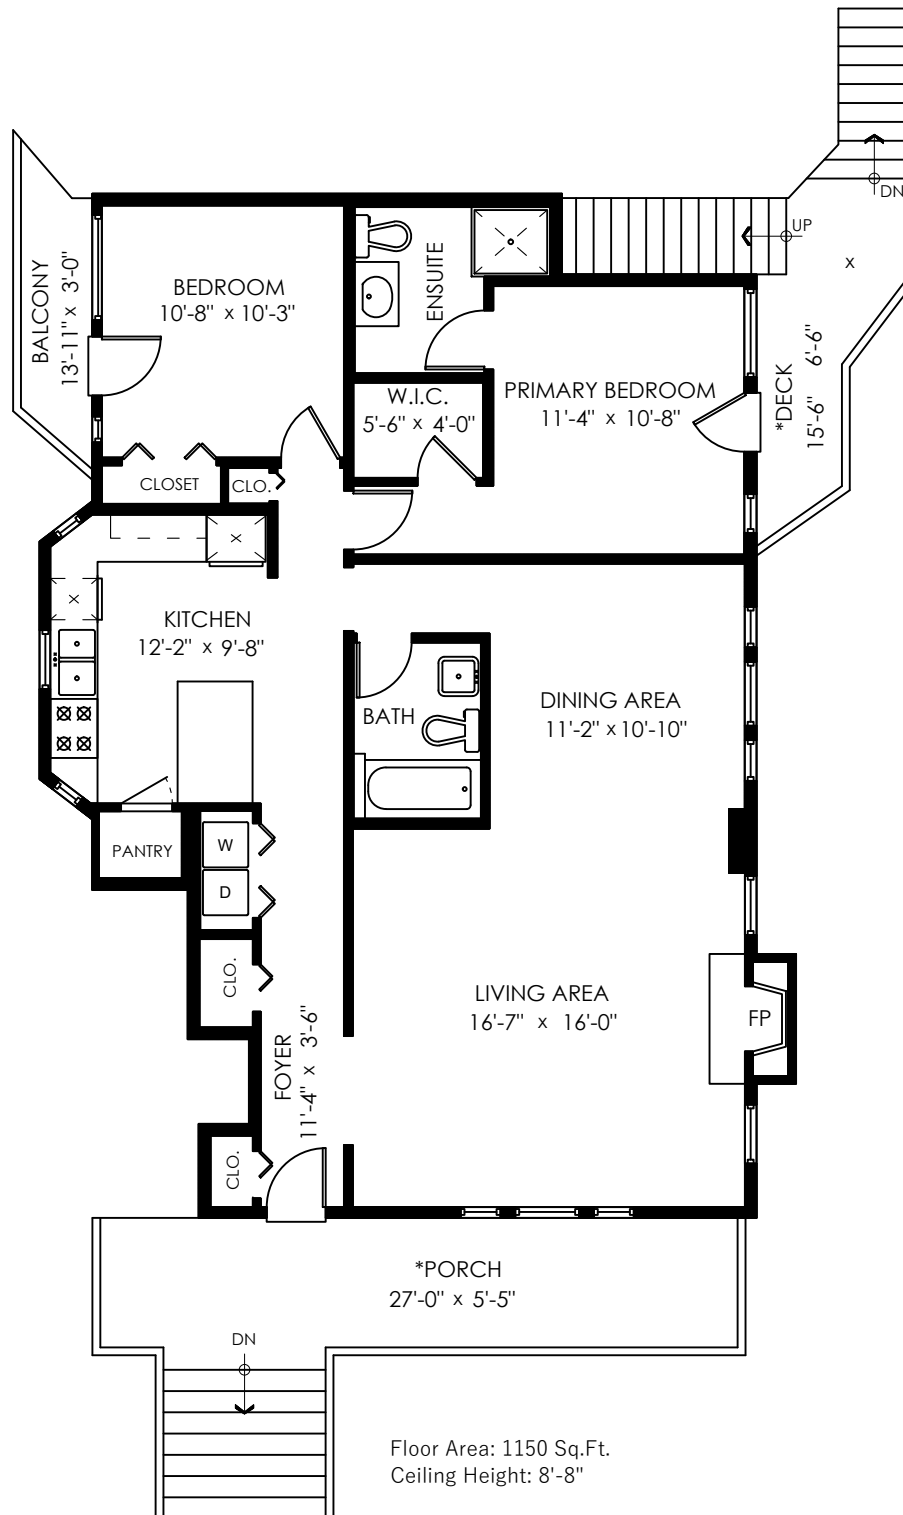 DN
UP
x
BALCONY
13'-11" x 3'-0"
BEDROOM
10'-8" x 10'-3"
ENSUITE
W.I.C.
5'-6" x 4'-0"
PRIMARY BEDROOM
11'-4" x 10'-8"
*DECK
15'-6" 6'-6"
CLOSET
CLO.
x
x
KITCHEN
12'-2" x 9'-8"
BATH
DINING AREA
11'-2" x 10'-10"
PANTRY
W
D
CLO.
LIVING AREA
16'-7" x 16'-0"
FP
FOYER
11'-4" x 3'-6"
CLO.
*PORCH
27'-0" x 5'-5"
DN
Floor Area: 1150 Sq.Ft.
Ceiling Height: 8'-8"